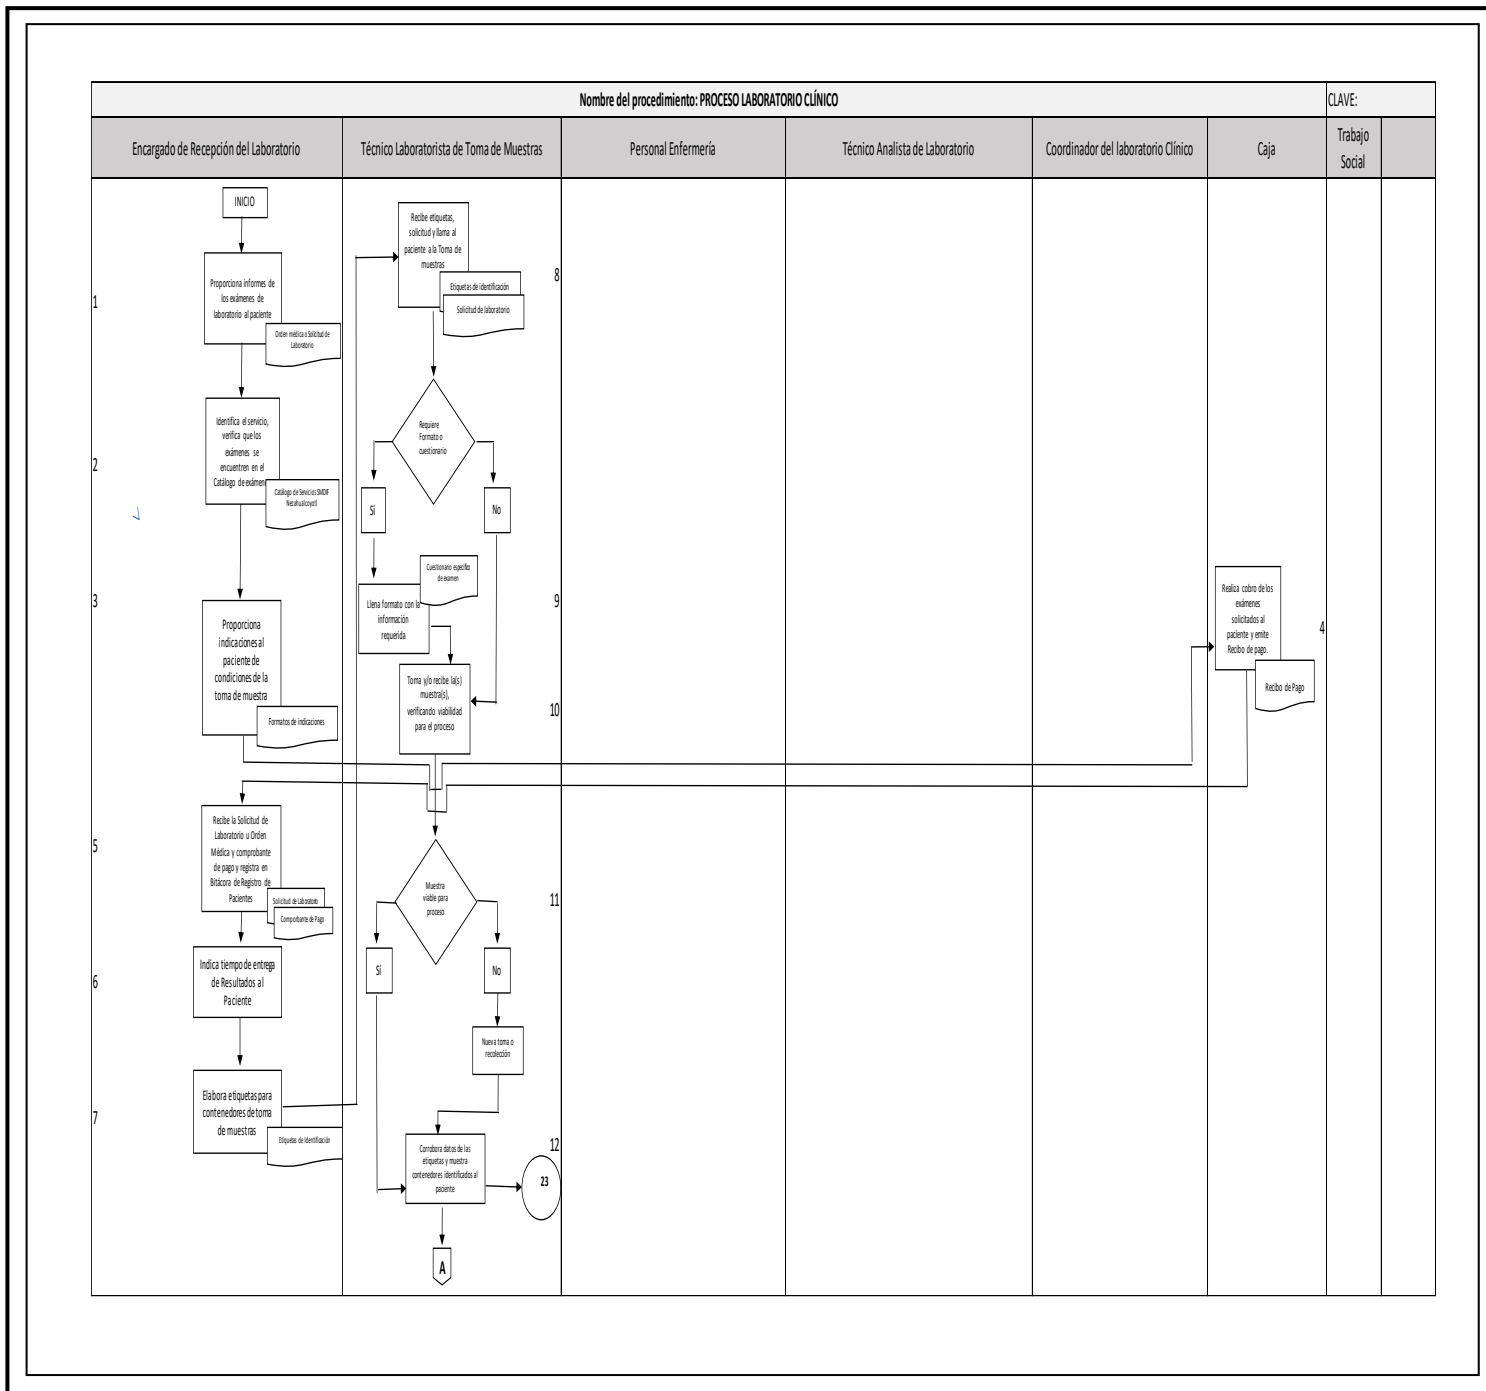 Nombre del procedimiento: PROCESO LABORATORIO CLÍNICO
CLAVE:
Encargado de Recepción del Laboratorio
Técnico Laboratorista de Toma de Muestras
Personal Enfermería
Técnico Analista de Laboratorio
Coordinador del laboratorio Clínico
Caja
Trabajo
Social
INICIO
1
Proporciona informes de
los exámenes de
laboratorio al paciente
Orden médica o Solicitud de
Laboratorio
2
Identifica el servicio,
verifica que los
exámenes se
encuentren en el
Catálogo de exámen
Catálogo de Servicios SMDIF
Nezahualcoyotl
3
Proporciona
indicaciones al
paciente de
condiciones de la
toma de muestra
Formatos de indicaciones
Realiza cobro de los
exámenes
solicitados al
paciente y emite
Recibo de pago.
4
Recibo de Pago
5
Recibe la Solicitud de
Laboratorio u Orden
Médica y comprobante
de pago y registra en
Bitácora de Registro de
Pacientes
Solicitud de Laboratorio
Comporbante de Pago
6
Indica tiempo de entrega
de Resultados al
Paciente
7
Elabora etiquetas para
contenedores de toma
de muestras
Etiquetas de Identificación
Recibe etiquetas,
solicitud y llama al
paciente a la Toma de
muestras
8
Etiquetas de identificación
Solicitud de laboratorio
Requiere
Formato o
cuestionario
Sí
No
Cuestionario específico
de examen
9
Llena formato con la
información
requerida
Toma y/o recibe la(s)
muestra(s),
verificando viabilidad
para el proceso
10
Muestra
viable para
proceso
11
Sí
No
Nueva toma o
recolección
12
Corrobora datos de las
etiquetas y muestra
contenedores identificados al
paciente
23
A